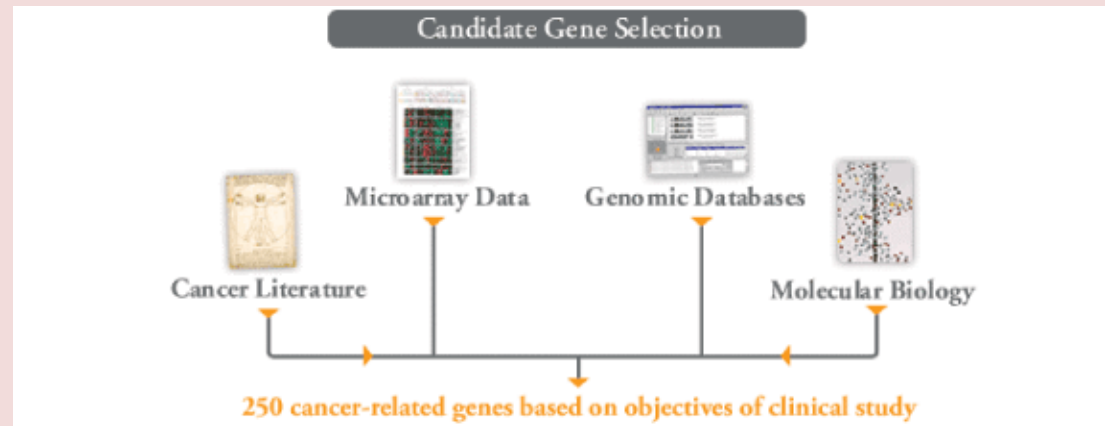 Candidate Gene Selection
Microarray Data
Genomic Databases
Cancer Literature
Molecular Biology
250 cancer-related genes based on objectives of clinical study